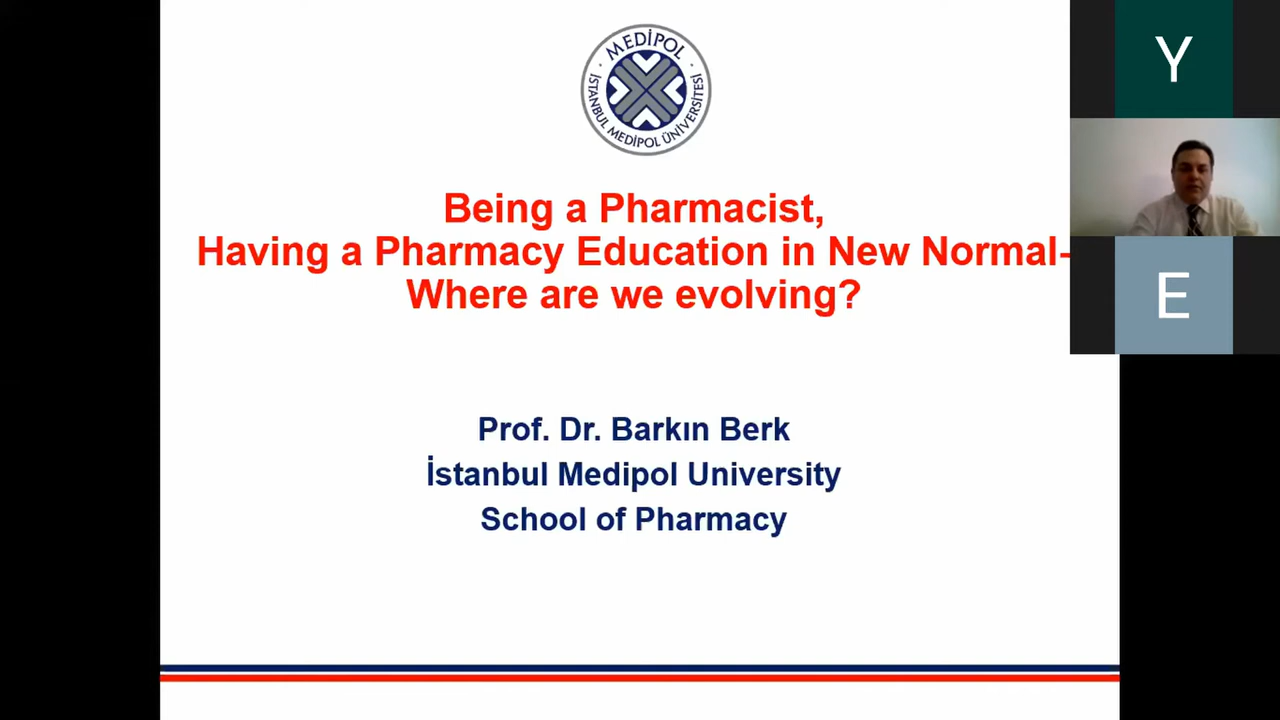 MEDİPOL
İSTANBUL MEDİPOL ÜNİVERSİTESİ
Being a Pharmacist,
Having a Pharmacy Education in New Normal-
Where are we evolving?
Prof. Dr. Barkın Berk
İstanbul Medipol University
School of Pharmacy
Y
E